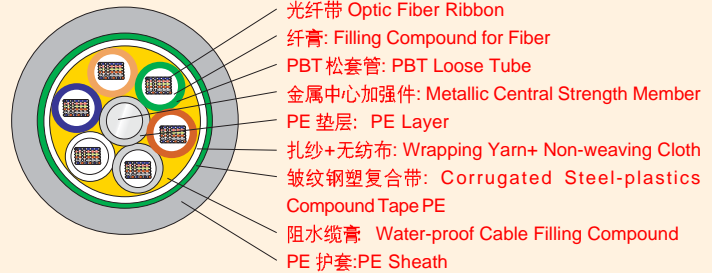 光纤带 Optic Fiber Ribbon
纤膏: Filling Compound for Fiber
PBT 松套管: PBT Loose Tube
金属中心加强件: Metallic Central Strength Member
PE 垫层: PE Layer
扎纱+无纺布: Wrapping Yarn+ Non-weaving Cloth
皱纹钢塑复合带: Corrugated Steel-plastics
Compound Tape PE
阻水缆膏: Water-proof Cable Filling Compound
PE 护套:PE Sheath